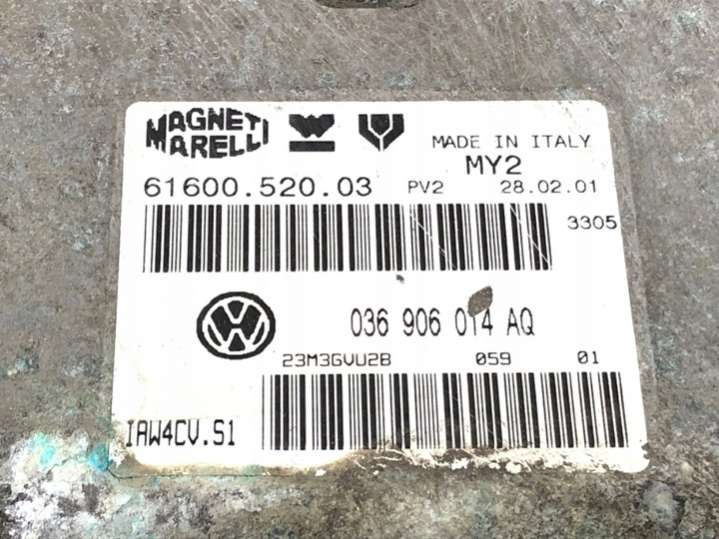 MAGNETI MARELLI
MADE IN ITALY
MY2
61600.520.03 PV2 28.02.01
3305
036 906 014 AQ
23M3GVU2B 059 01
IAW4CV.S1